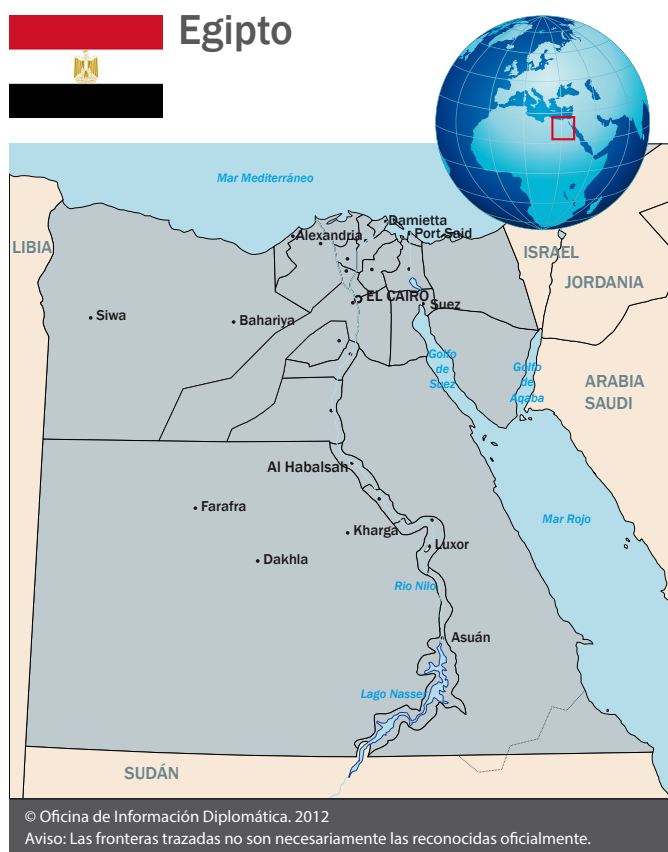 Egipto
Mar Mediterráneo
Damietta
Alexandria
Port Said
LIBIA
ISRAEL
JORDANIA
EL CAIRO
Suez
Siwa
Bahariya
Golfo
de
Suez
Golfo
de
Aqaba
ARABIA
SAUDI
Al Habalsah
Farafra
Mar Rojo
Kharga
Luxor
Dakhla
Rio Nilo
Asuán
Lago Nasser
SUDÁN
© Oficina de Información Diplomática. 2012
Aviso: Las fronteras trazadas no son necesariamente las reconocidas oficialmente.